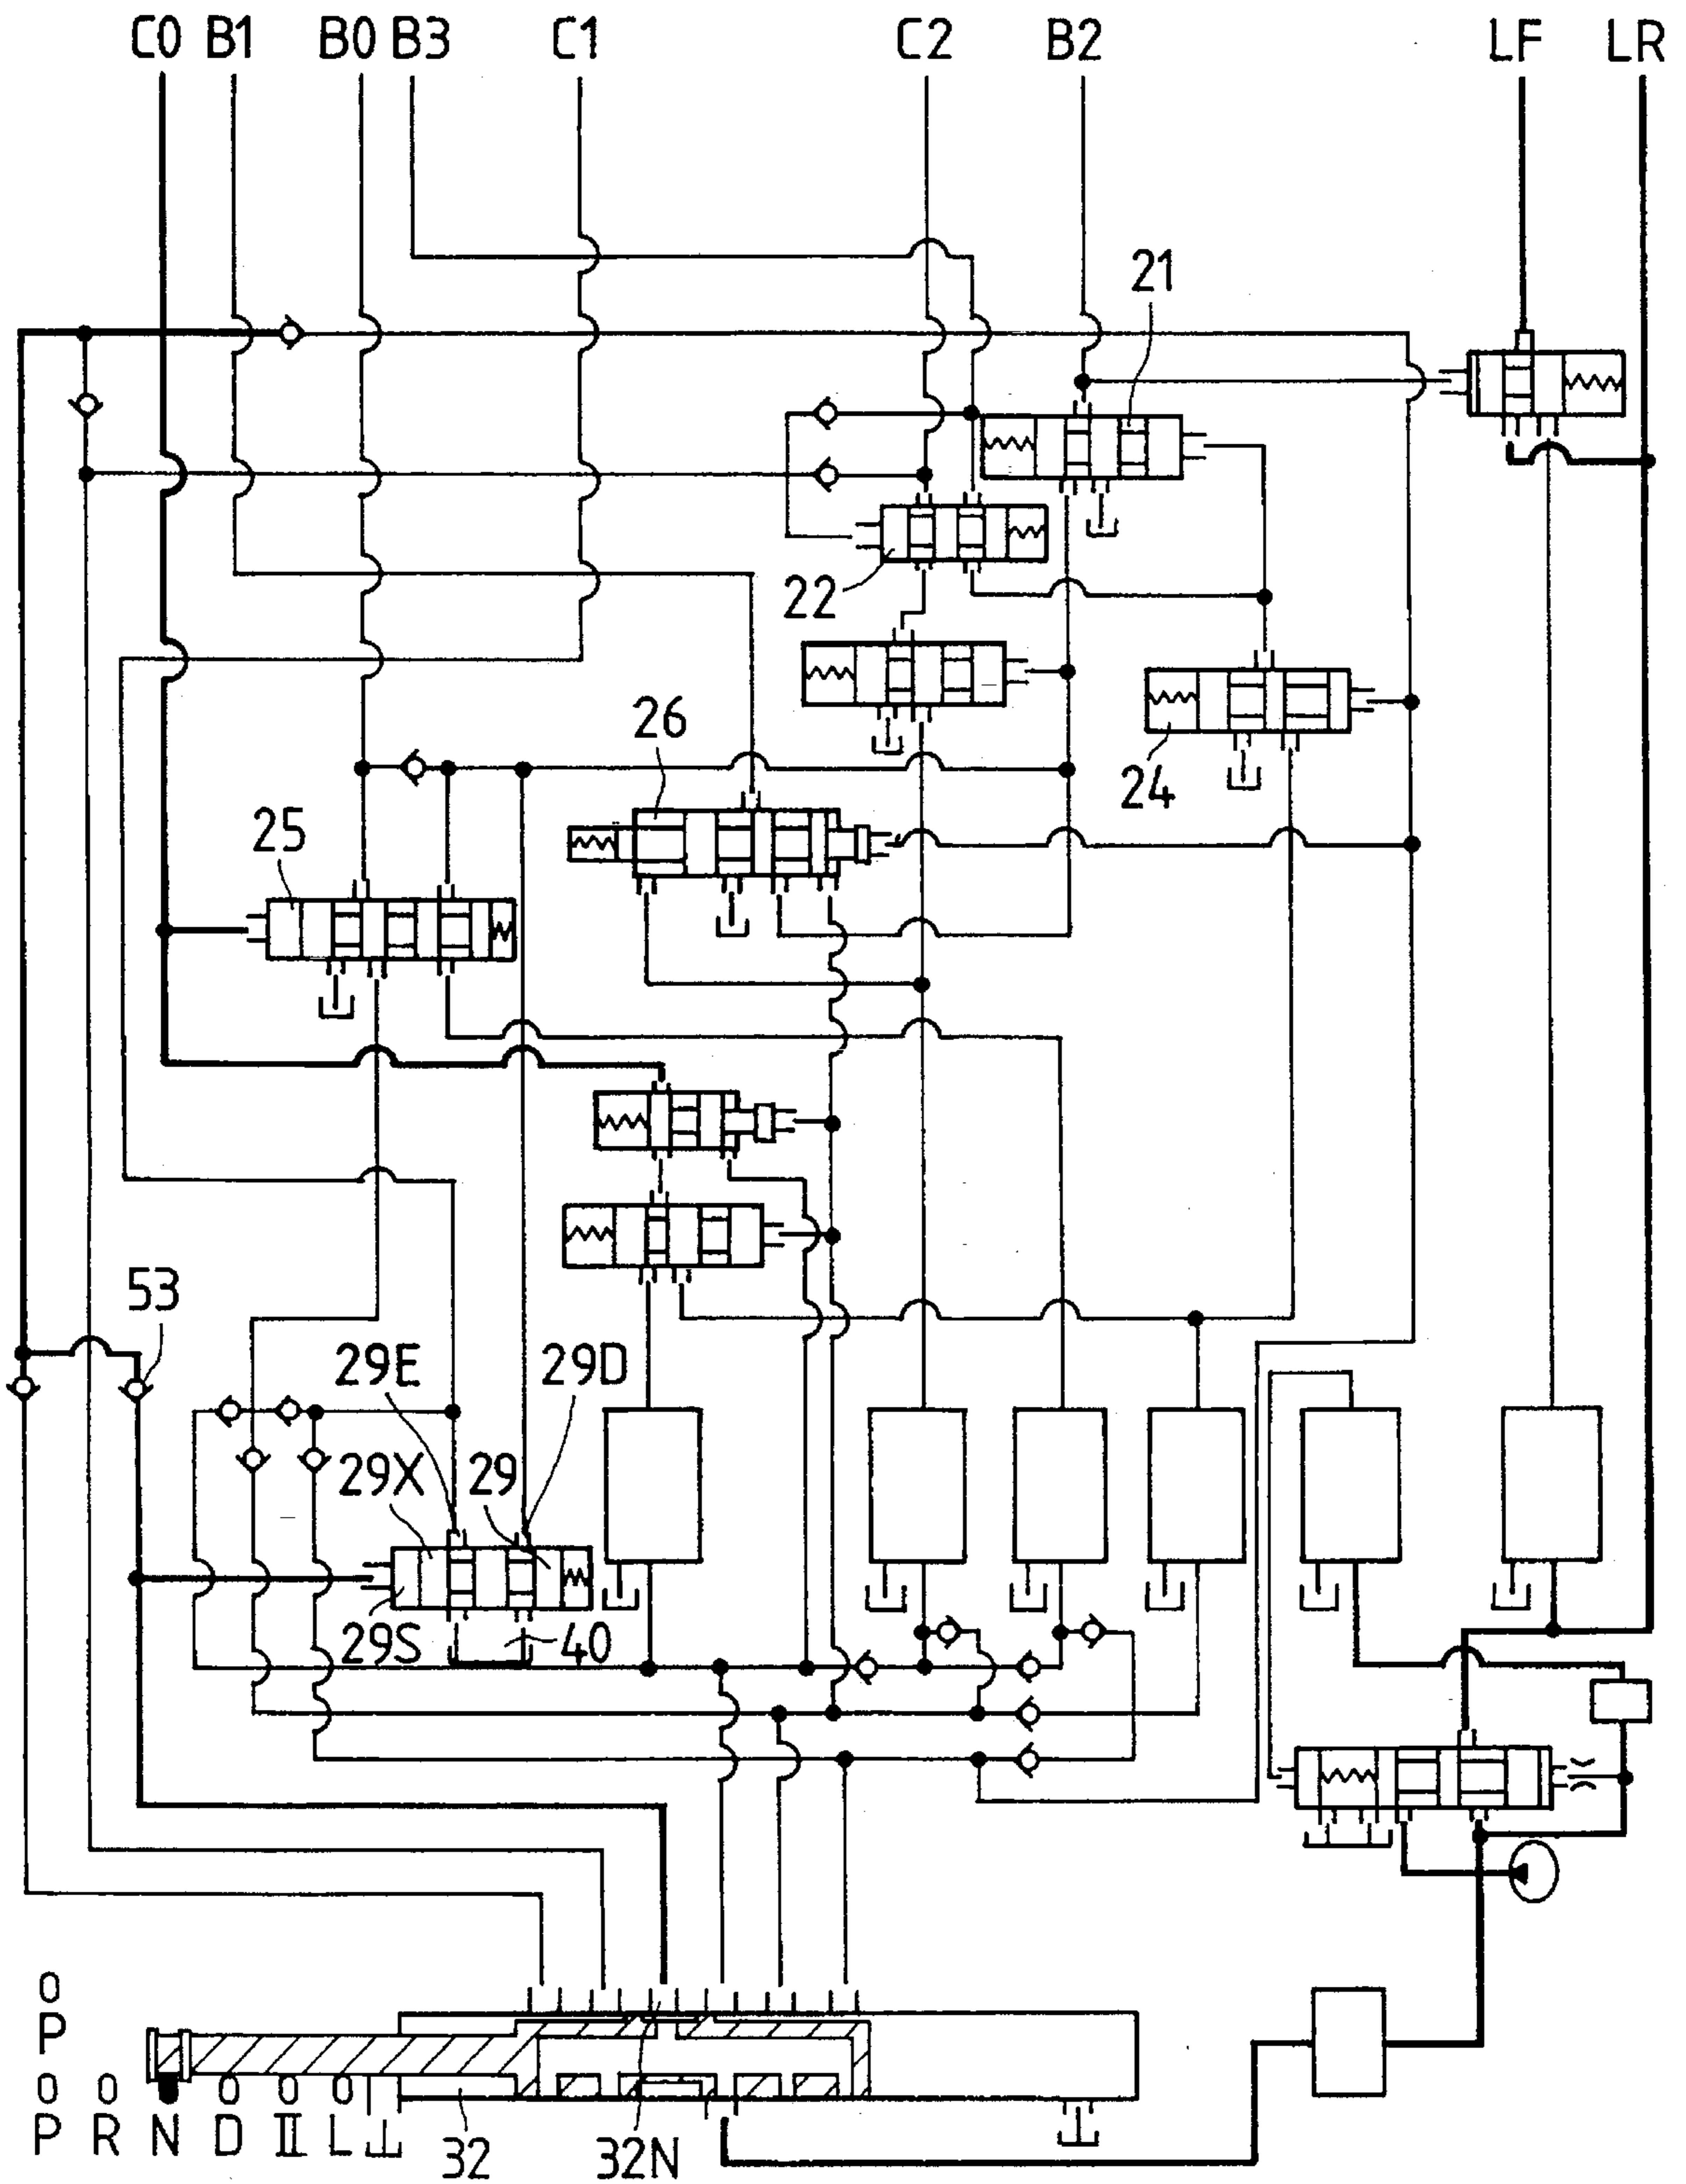 C0 B1 B0 B3 C1 C2 B2 LF LR
21
22
26
24
25
53
29E 29D
29X 29
29S 40
O
P
O O O O O
P R N D II L
32 32N